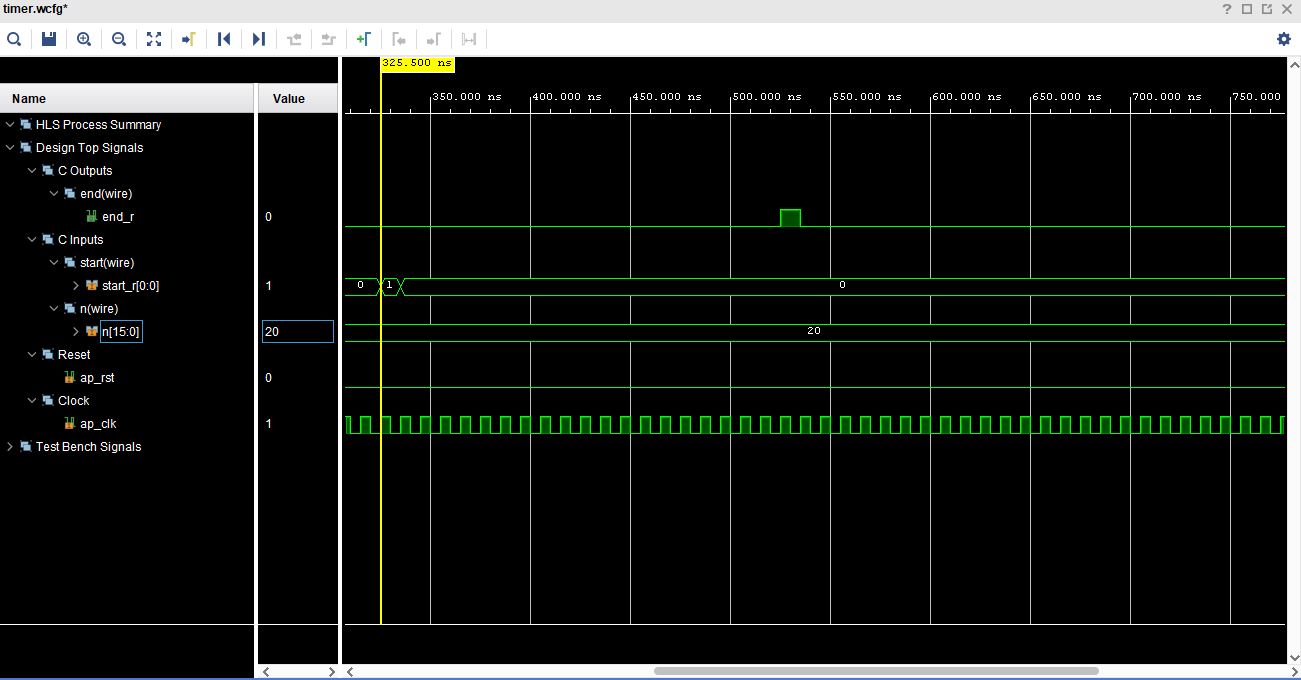 timer.wcfg*
325.500 ns
Name
Value
350.000 ns
400.000 ns
450.000 ns
500.000 ns
550.000 ns
600.000 ns
650.000 ns
700.000 ns
750.000
HLS Process Summary
Design Top Signals
C Outputs
end(wire)
end_r
0
C Inputs
start(wire)
start_r[0:0]
1
0
1
0
n(wire)
n[15:0]
20
20
Reset
ap_rst
0
Clock
ap_clk
1
Test Bench Signals